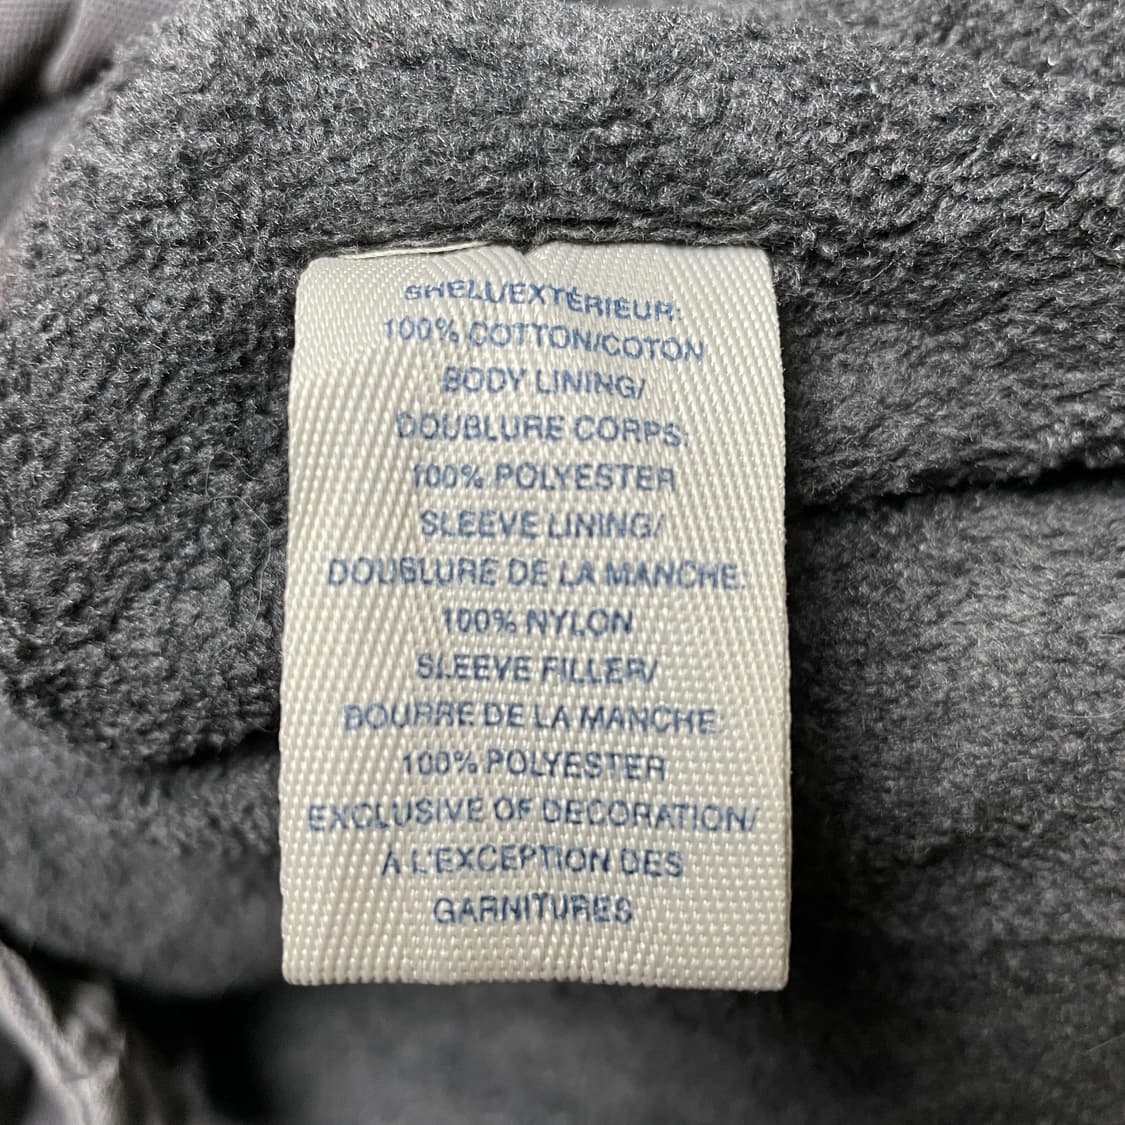 SHELL/EXTÉRIEUR:
100% COTTON/COTON
BODY LINING/
DOUBLURE CORPS:
100% POLYESTER
SLEEVE LINING/
DOUBLURE DE LA MANCHE:
100% NYLON
SLEEVE FILLER/
BOURRE DE LA MANCHE:
100% POLYESTER
EXCLUSIVE OF DECORATION/
À L'EXCEPTION DES
GARNITURES